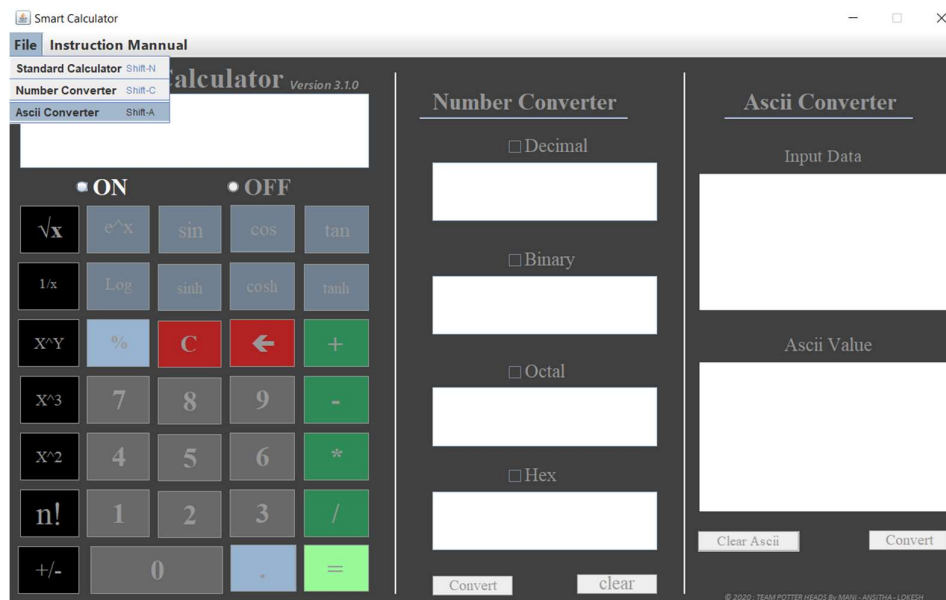 Smart Calculator
File Instruction Mannual
Standard Calculator Shift-N
Number Converter Shift-C
Ascii Converter Shift-A
alculator Version 3.1.0
ON OFF
√x e^x sin cos tan
1/x Log sinh cosh tanh
X^Y % C ← +
X^3 7 8 9 -
X^2 4 5 6 *
n! 1 2 3 /
+/- 0 . =
Number Converter
Decimal
Binary
Octal
Hex
Convert clear
Ascii Converter
Input Data
Ascii Value
Clear Ascii Convert
© 2020 : TEAM POTTER HEADS By MANI - ANSITHA - LOKESH